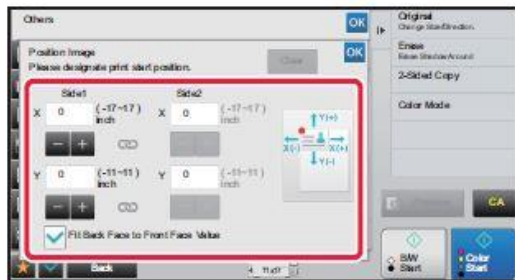 Others
OK
Position Image
Please designate print start position.
Clear
OK
Side1
Side2
X 0 (-17~17) inch
X 0 (-17~17) inch
Y(+)
X(-)
X(+)
Y(-)
- +
Y 0 (-11~11) inch
Y 0 (-11~11) inch
- +
Fit Back Face to Front Face Value
Back
Original
Change Size/Direction.
Erase
Erase Shadow Around
2-Sided Copy
Color Mode
CA
B/W
Start
Color
Start